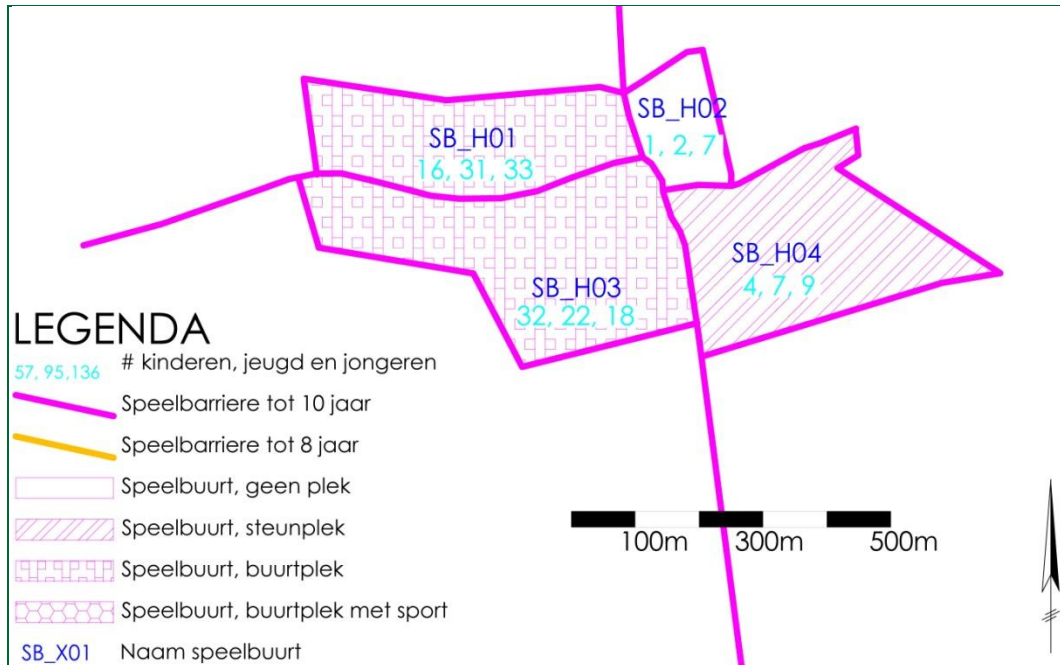 SB_H02
1, 2, 7
SB_H01
16, 31, 33
SB_H04
4, 7, 9
SB_H03
32, 22, 18
LEGENDA
57, 95,136 # kinderen, jeugd en jongeren
Speelbarriere tot 10 jaar
Speelbarriere tot 8 jaar
Speelbuurt, geen plek
Speelbuurt, steunplek
Speelbuurt, buurtplek
Speelbuurt, buurtplek met sport
SB_X01 Naam speelbuurt
100m 300m 500m